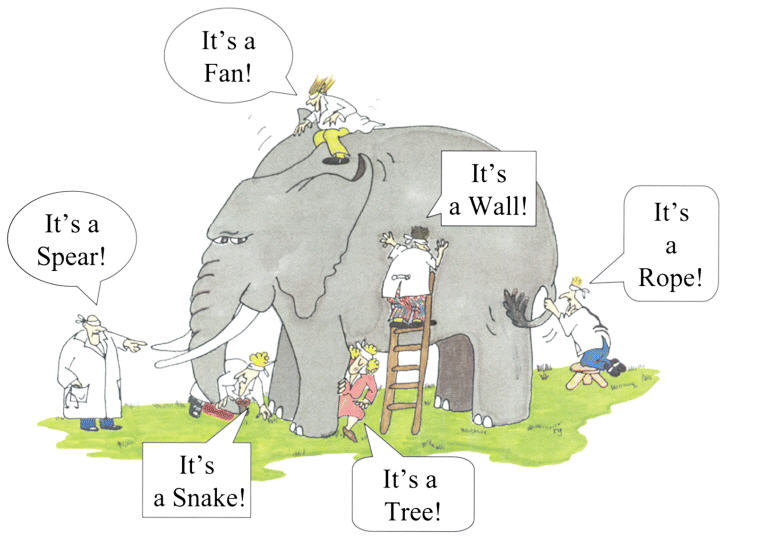 It's a
Fan!
It's
a Wall!
It's a
Spear!
It's
a
Rope!
It's
a Snake!
It's a
Tree!